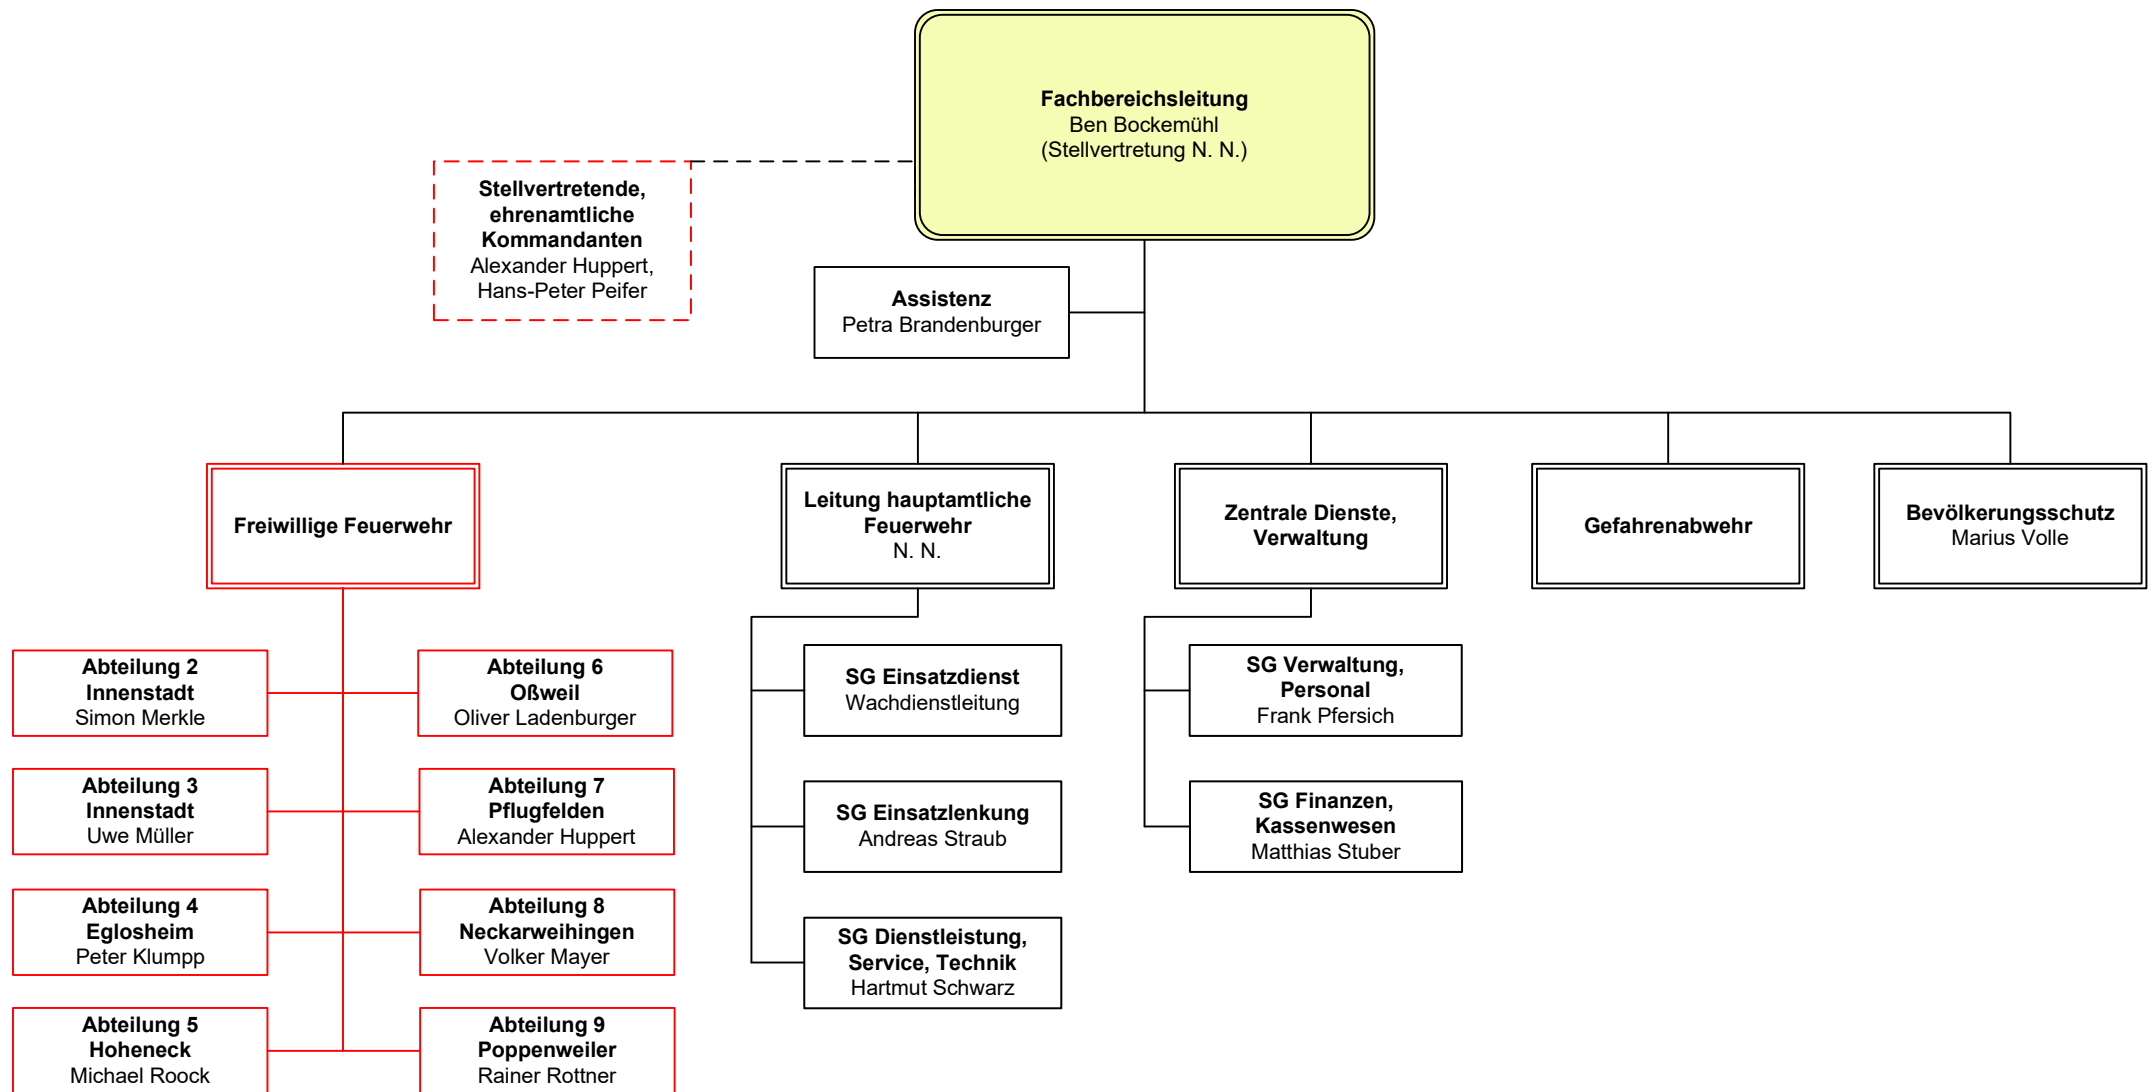 Fachbereichsleitung
Ben Bockemühl
(Stellvertretung N. N.)
Stellvertretende,
ehrenamtliche
Kommandanten
Alexander Huppert,
Hans-Peter Peifer
Assistenz
Petra Brandenburger
Freiwillige Feuerwehr
Leitung hauptamtliche
Feuerwehr
N. N.
Zentrale Dienste,
Verwaltung
Gefahrenabwehr
Bevölkerungsschutz
Marius Volle
Abteilung 2
Innenstadt
Simon Merkle
Abteilung 6
Oßweil
Oliver Ladenburger
Abteilung 3
Innenstadt
Uwe Müller
Abteilung 7
Pflugfelden
Alexander Huppert
Abteilung 4
Eglosheim
Peter Klumpp
Abteilung 8
Neckarweihingen
Volker Mayer
Abteilung 5
Hoheneck
Michael Roock
Abteilung 9
Poppenweiler
Rainer Rottner
SG Einsatzdienst
Wachdienstleitung
SG Einsatzlenkung
Andreas Straub
SG Dienstleistung,
Service, Technik
Hartmut Schwarz
SG Verwaltung,
Personal
Frank Pfersich
SG Finanzen,
Kassenwesen
Matthias Stuber